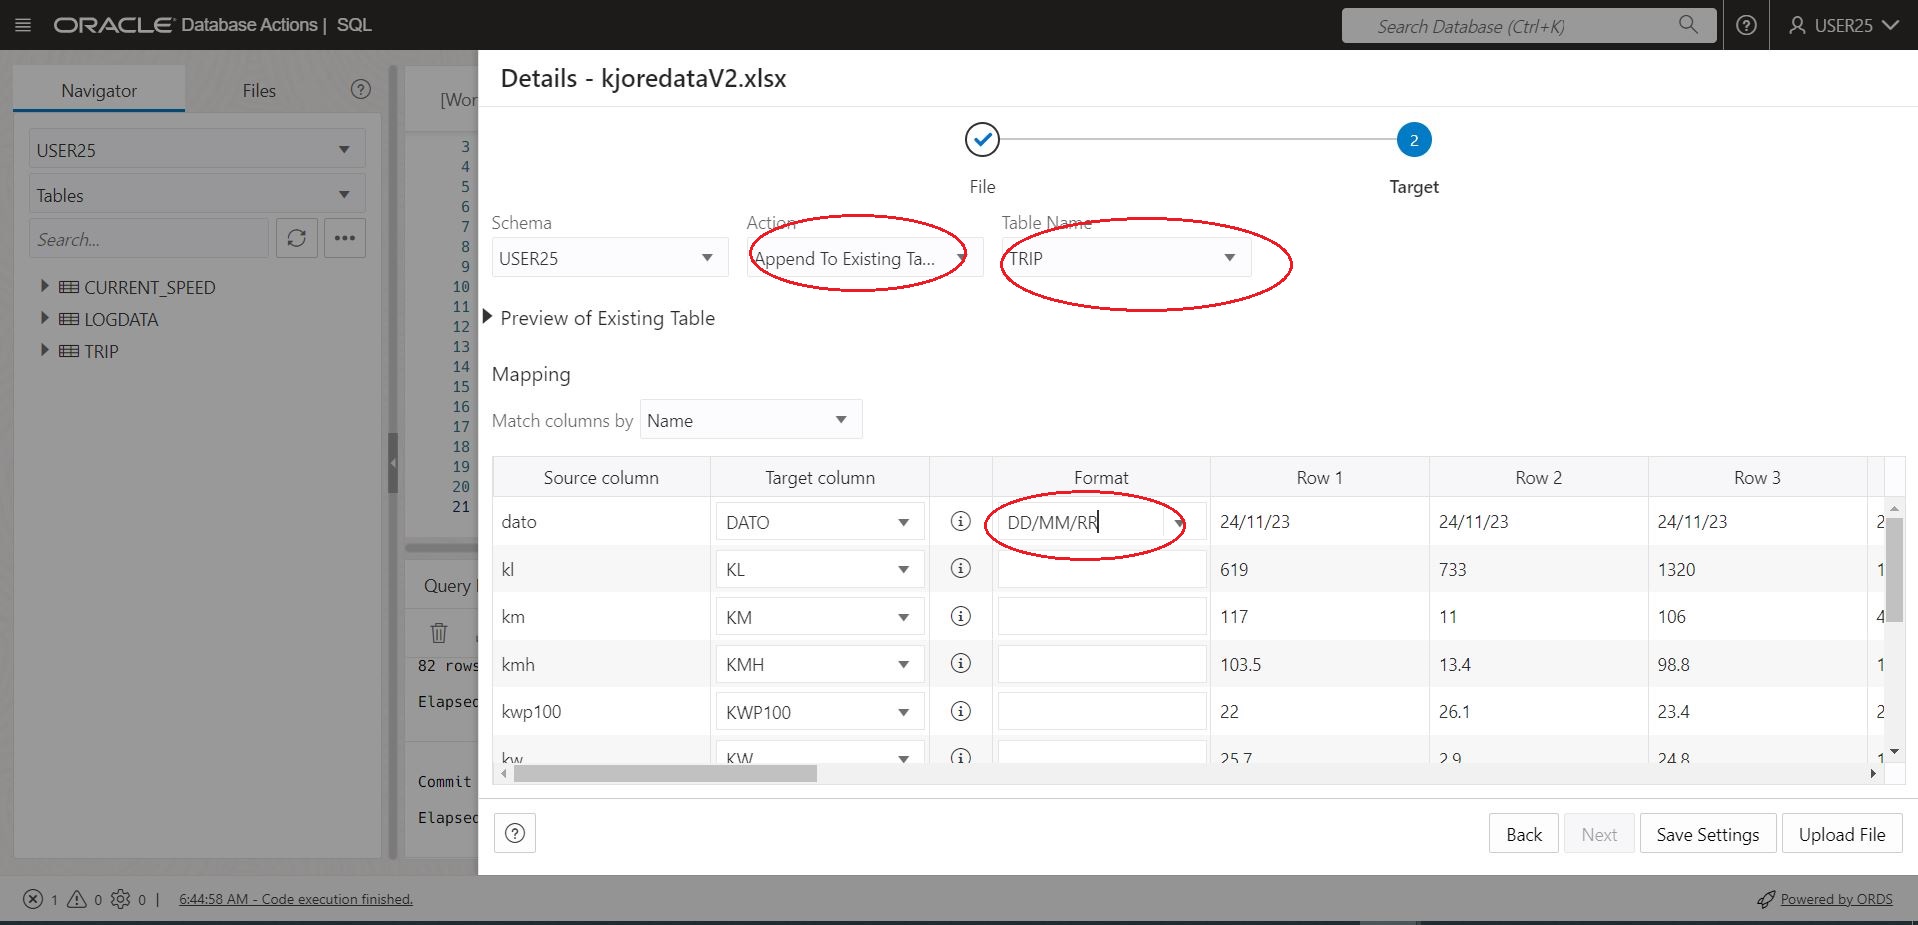 ORACLE Database Actions | SQL
Search Database (Ctrl+K)
USER25
Navigator
Files
USER25
Tables
Search...
CURRENT_SPEED
LOGDATA
TRIP
[Wor
3
4
5
6
7
8
9
10
11
12
13
14
15
16
17
18
19
20
21
Query
82 rows
Elapsed
Commit
Elapsed
Details - kjoredataV2.xlsx
2
File
Target
Schema
Action
Table Name
USER25
Append To Existing Ta...
TRIP
Preview of Existing Table
Mapping
Match columns by
Name
Source column Target column Format Row 1 Row 2 Row 3
dato DATO DD/MM/RR 24/11/23 24/11/23 24/11/23 2
kl KL 619 733 1320 1
km KM 117 11 106 4
kmh KMH 103.5 13.4 98.8 1
kwp100 KWP100 22 26.1 23.4 2
kw KW 25.7 2.9 24.8 1
Back
Next
Save Settings
Upload File
1 0 0 | 6:44:58 AM - Code execution finished.
Powered by ORDS